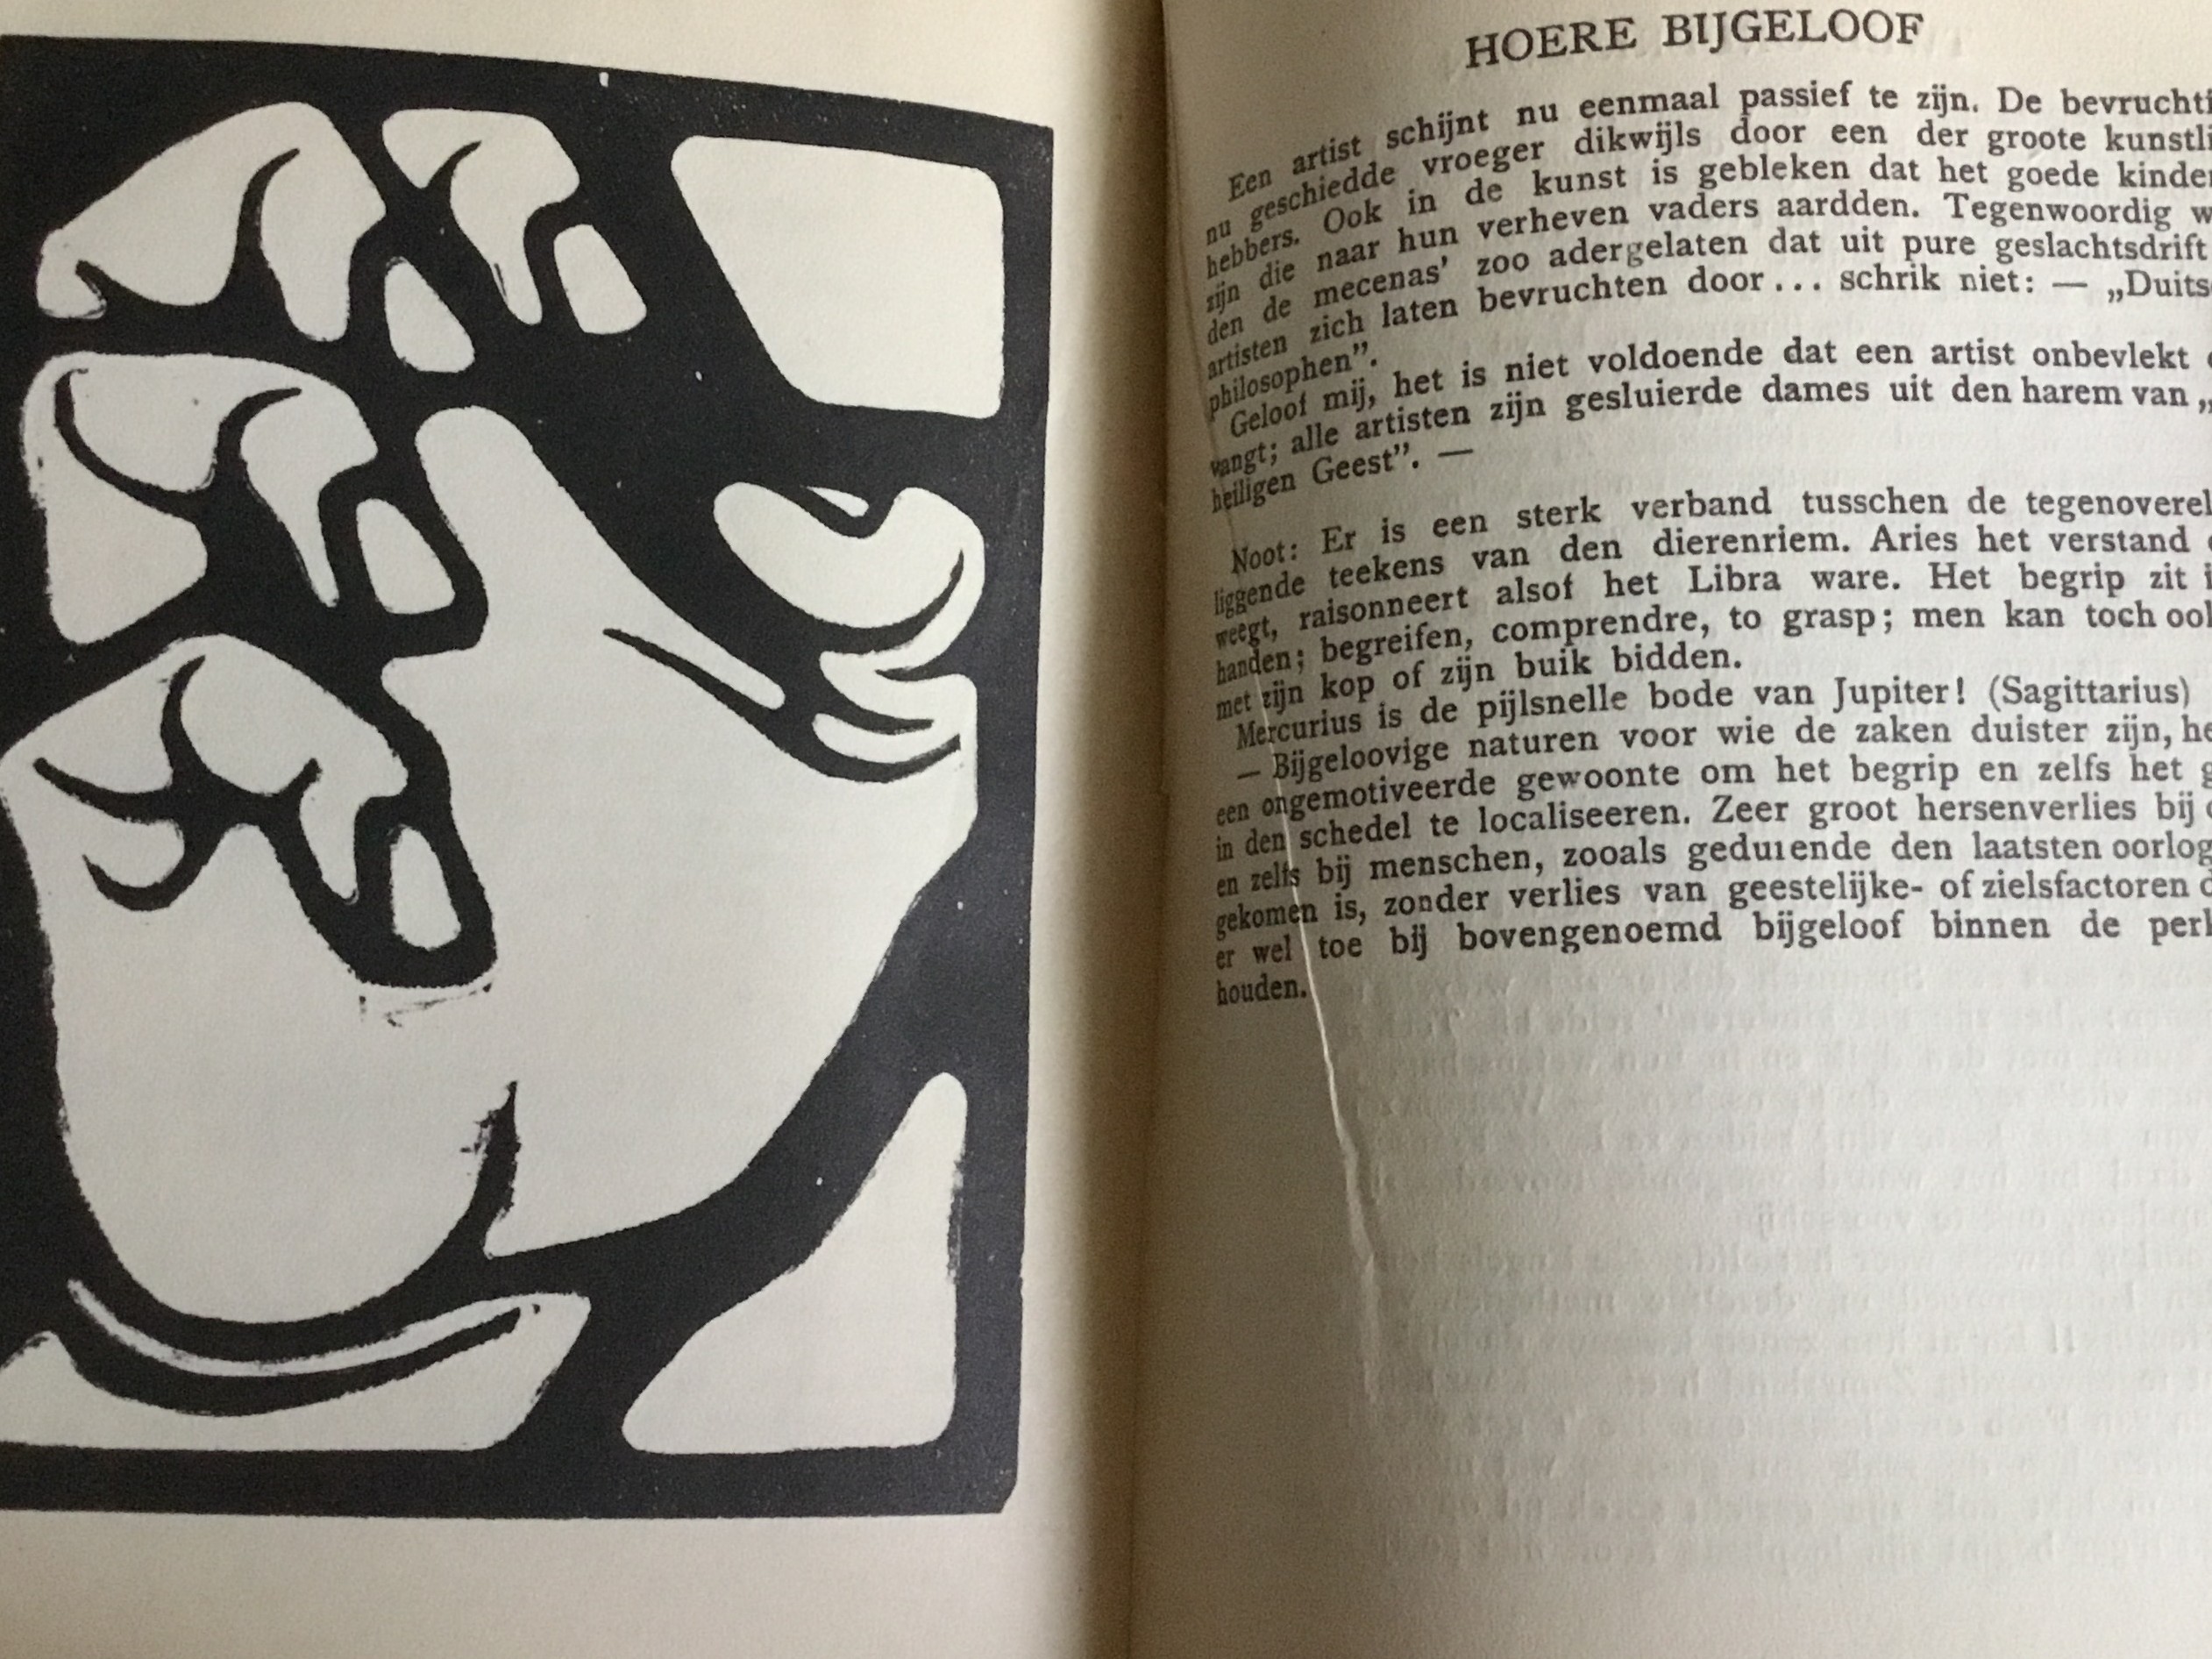 HOERE BIJGELOOF
Een artist schijnt nu eenmaal passief te zijn. De bevruchti
nu geschiedde vroeger dikwijls door een der groote kunstli
hebbers. Ook in de kunst is gebleken dat het goede kinder
zijn die naar hun verheven vaders aardden. Tegenwoordig w
den de mecenas' zoo adergelaten dat uit pure geslachtsdrift
artisten zich laten bevruchten door... schrik niet: — „Duits
philosophen”.
Geloof mij, het is niet voldoende dat een artist onbevlekt
vangt; alle artisten zijn gesluierde dames uit den harem van „
heiligen Geest”. —
Noot: Er is een sterk verband tusschen de tegenoverel
liggende teekens van den dierenriem. Aries het verstand
weegt, raisonneert alsof het Libra ware. Het begrip zit i
handen; begreifen, comprendre, to grasp; men kan toch ool
met zijn kop of zijn buik bidden.
Mercurius is de pijlsnelle bode van Jupiter! (Sagittarius)
— Bijgeloovige naturen voor wie de zaken duister zijn, he
een ongemotiveerde gewoonte om het begrip en zelfs het g
in den schedel te localiseeren. Zeer groot hersenverlies bij
en zelfs bij menschen, zooals geduıende den laatsten oorlog
gekomen is, zonder verlies van geestelijke- of zielsfactoren
er wel toe bij bovengenoemd bijgeloof binnen de perk
houden.